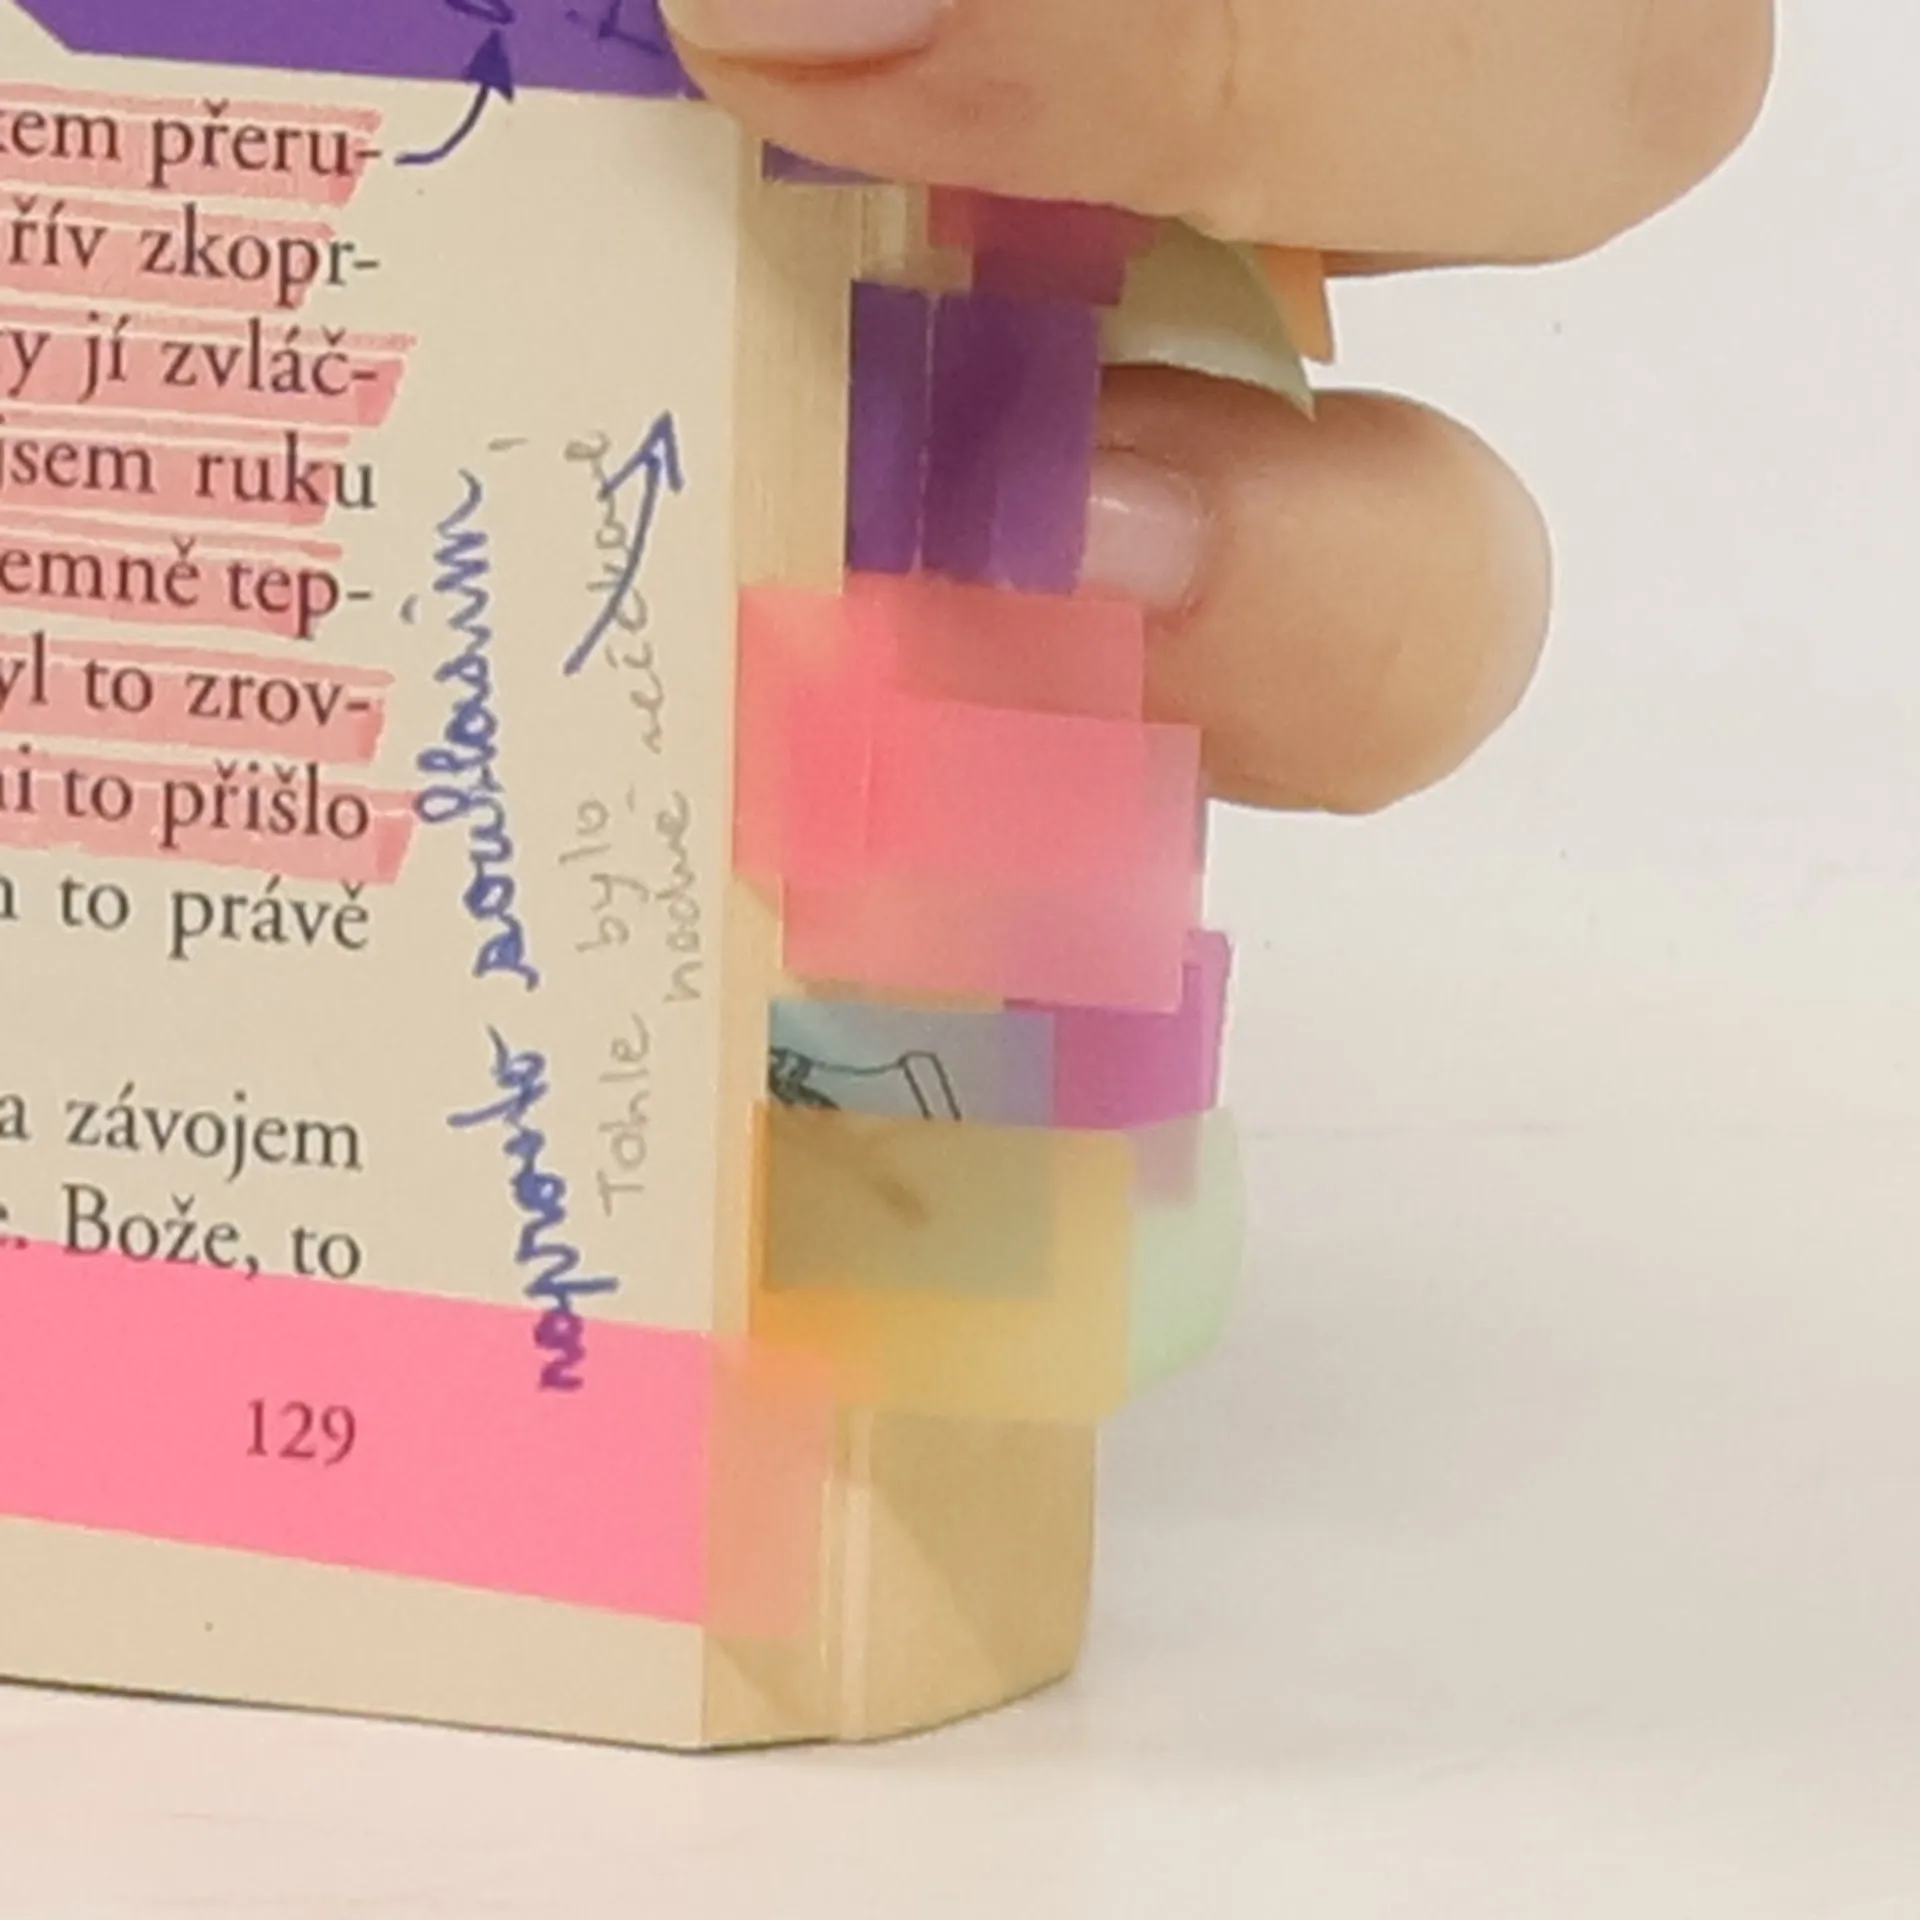 přeru-
řív zkopr-
y jí zvláč-
jsem ruku
emně tep-
yl to zrov-
ni to přišlo
to právě
a závojem
Bože, to
129
naprosto souhlasím
Tohle bylo
hodně